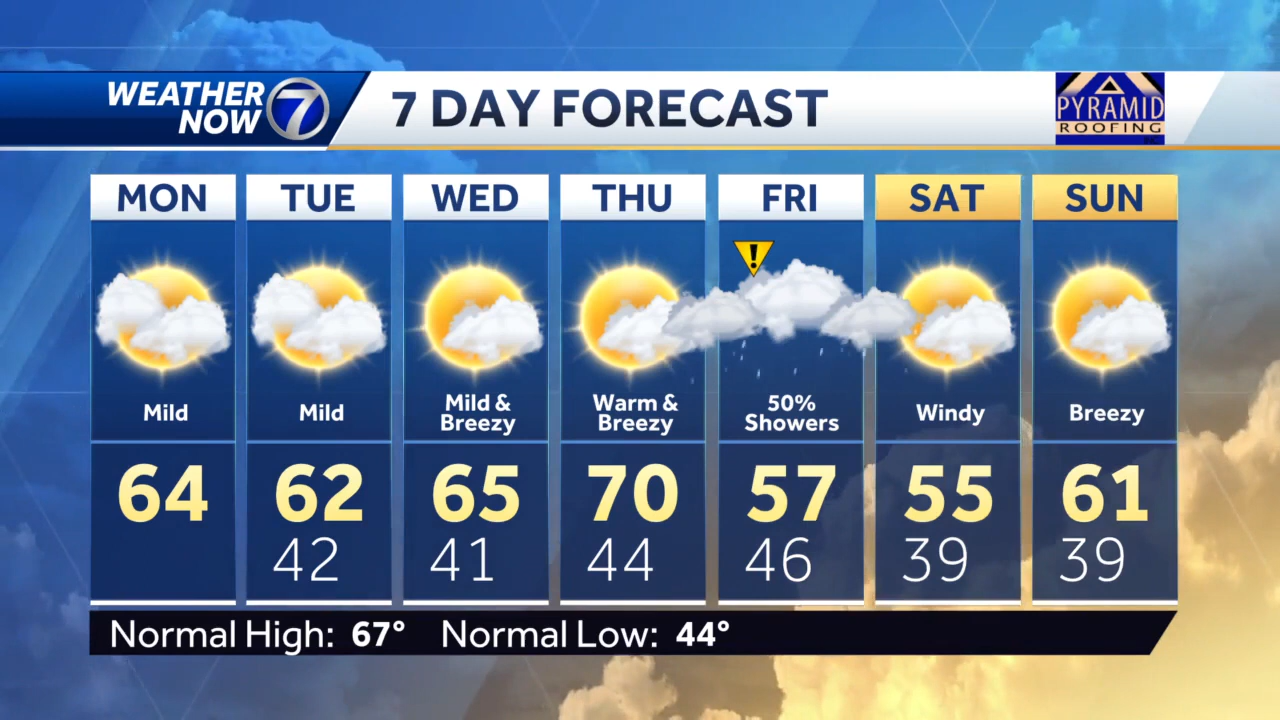 WEATHER
NOW 7
7 DAY FORECAST
PYRAMID
ROOFING
MON
TUE
WED
THU
FRI
SAT
SUN
!
Mild
Mild
Mild &
Breezy
Warm &
Breezy
50%
Showers
Windy
Breezy
64
62
65
70
57
55
61
42
41
44
46
39
39
Normal High: 67° Normal Low: 44°